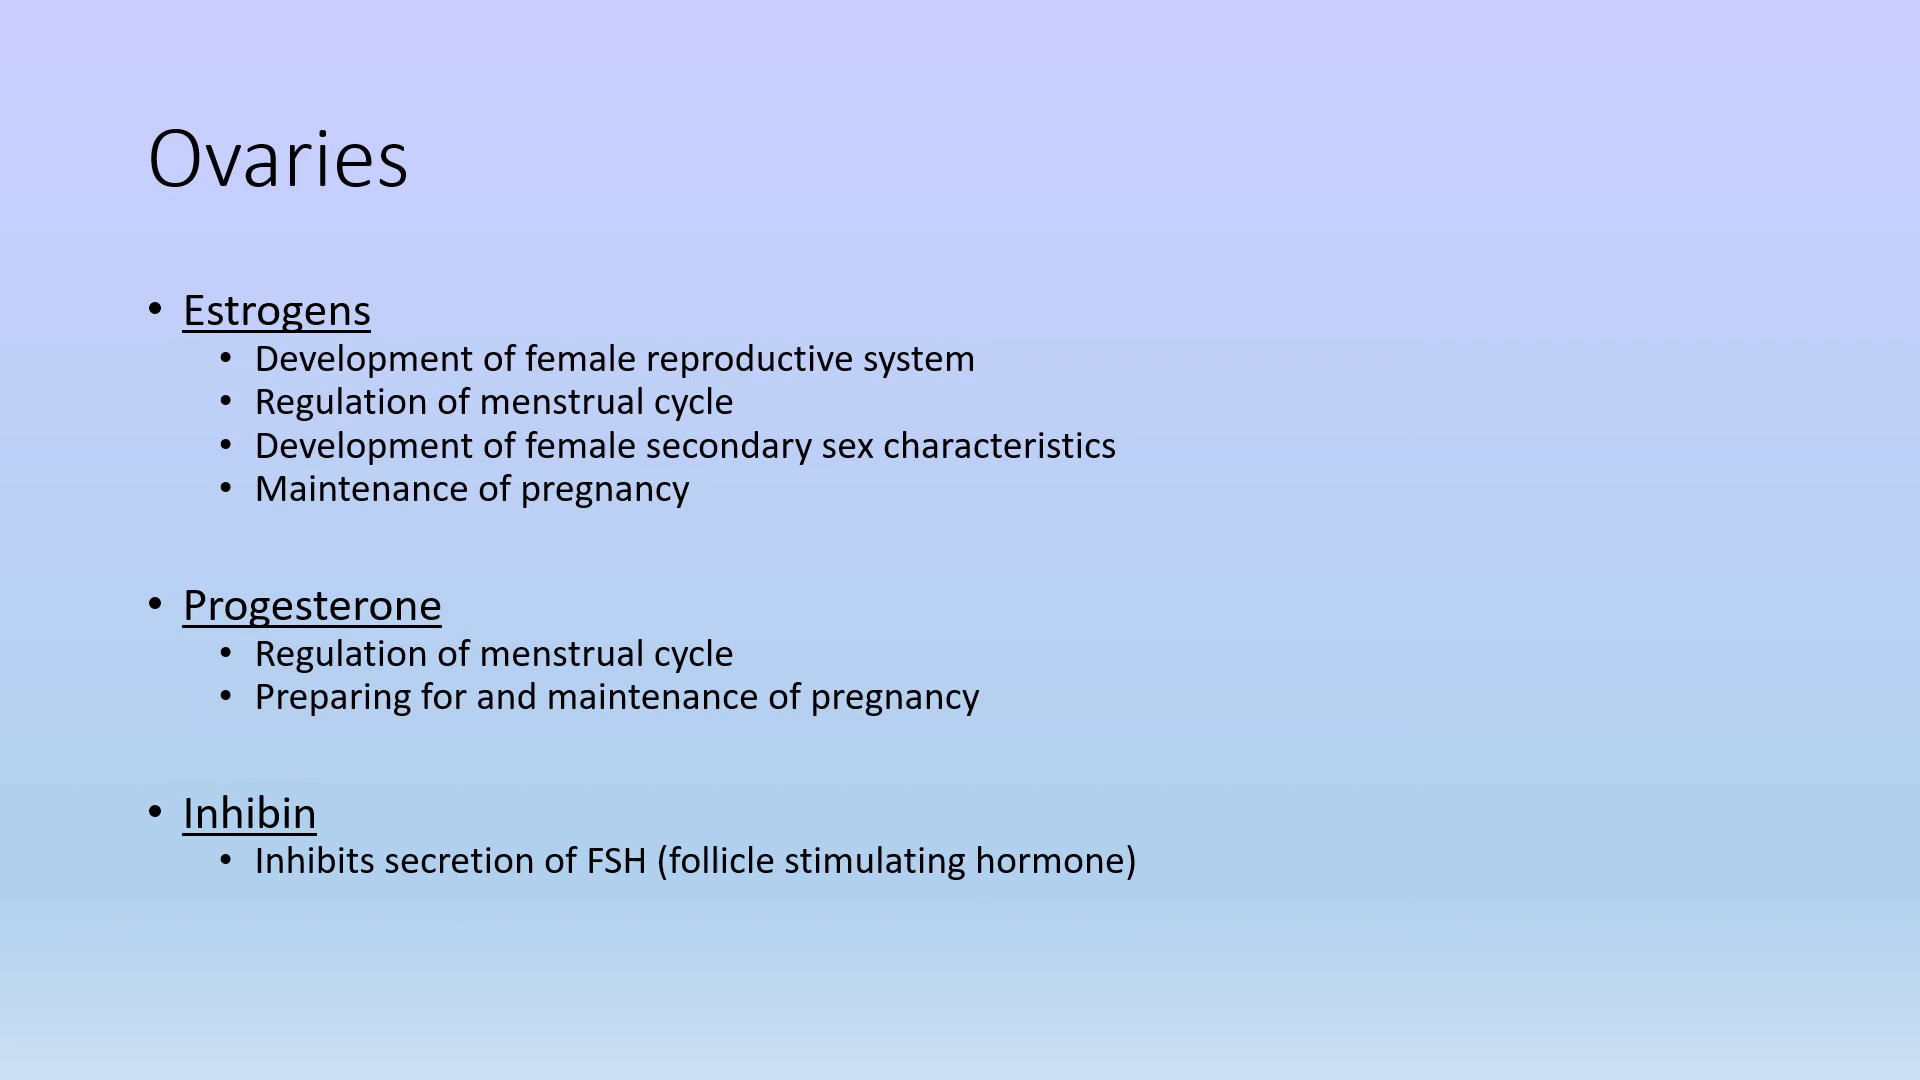 Ovaries
• Estrogens
• Development of female reproductive system
• Regulation of menstrual cycle
• Development of female secondary sex characteristics
• Maintenance of pregnancy
• Progesterone
• Regulation of menstrual cycle
• Preparing for and maintenance of pregnancy
• Inhibin
• Inhibits secretion of FSH (follicle stimulating hormone)